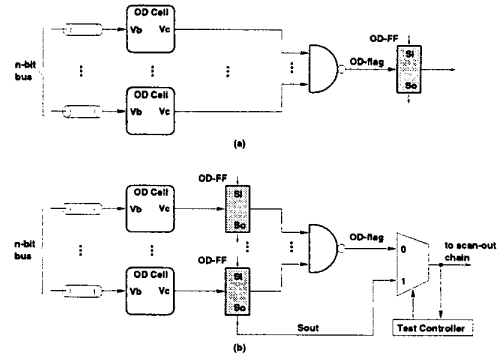 OD Cell
Vb Vc
n-bit
bus
OD Cell
Vb Vc
OD-FF
SI
So
OD-flag
(a)
OD Cell
Vb Vc
OD-FF
SI
So
n-bit
bus
OD Cell
Vb Vc
OD-FF
SI
So
OD-flag
0
1
to scan-out
chain
Sout
Test Controller
(b)